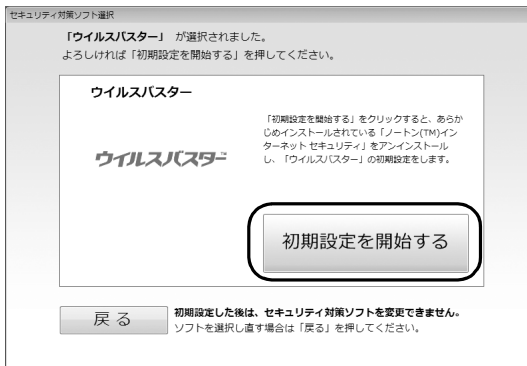 セキュリティ対策ソフト選択
「ウイルスバスター」 が選択されました。
よろしければ「初期設定を開始する」を押してください。
ウイルスバスター
「初期設定を開始する」をクリックすると、あらか
じめインストールされている「ノートン(TM)イン
ターネット セキュリティ」をアンインストール
し、「ウイルスバスター」の初期設定をします。
ウイルスバスター™
初期設定を開始する
戻る
初期設定した後は、セキュリティ対策ソフトを変更できません。
ソフトを選択し直す場合は「戻る」を押してください。